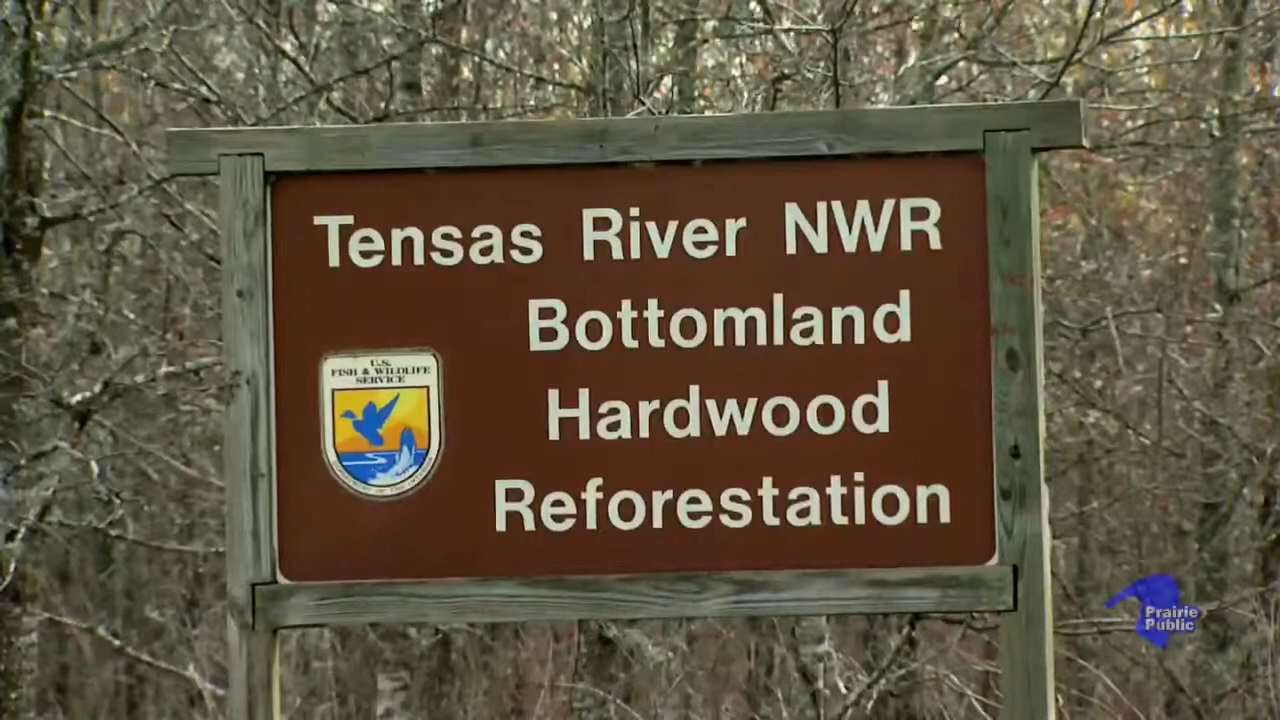 Tensas River NWR
Bottomland
Hardwood
Reforestation
U.S.
FISH & WILDLIFE
SERVICE
Prairie
Public